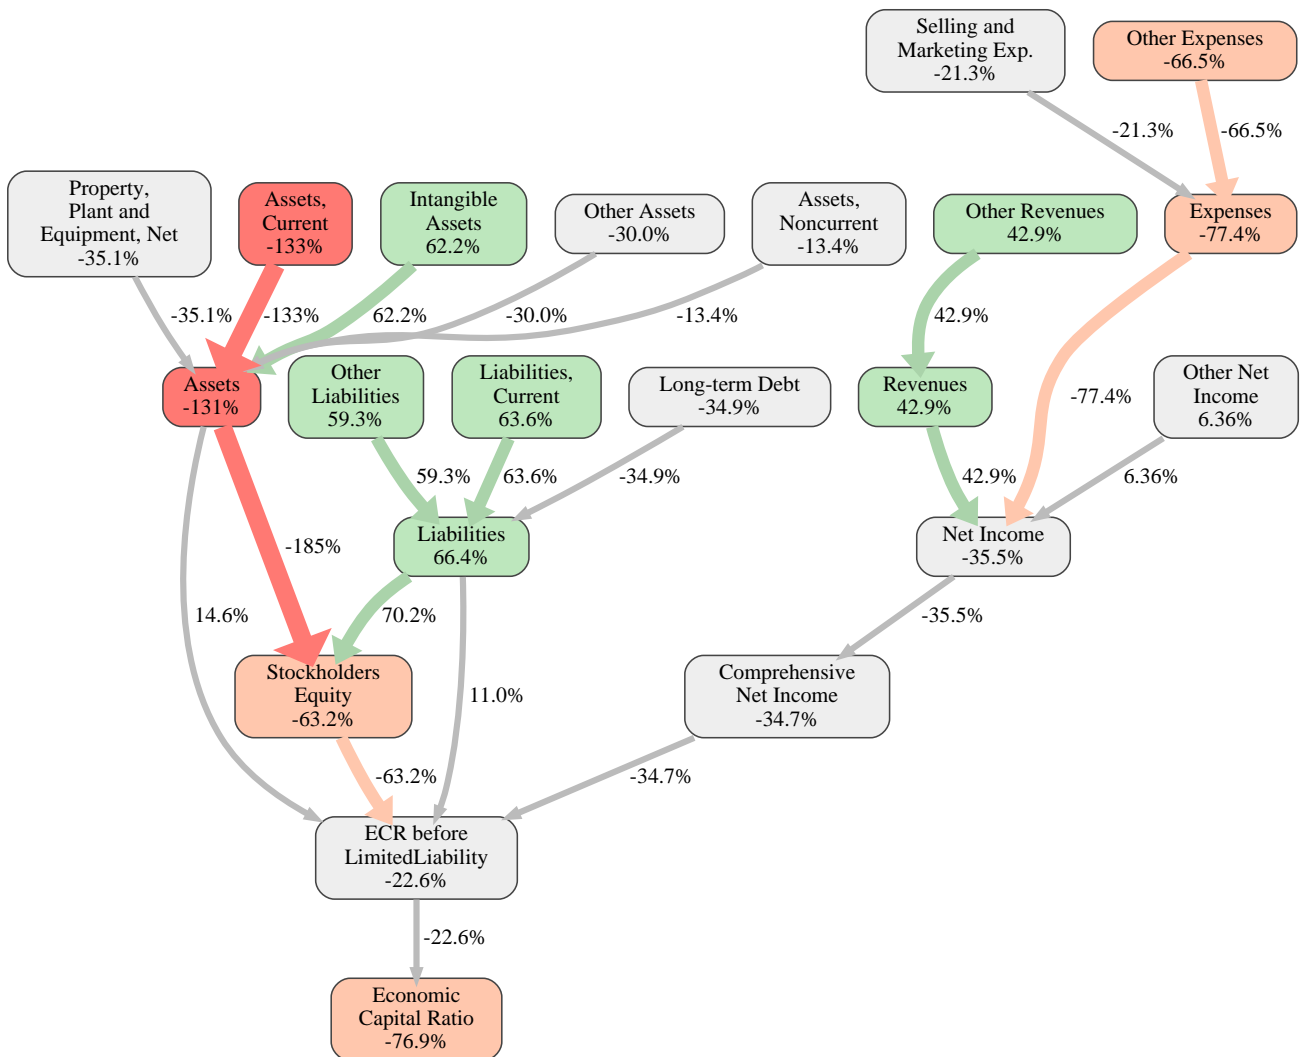 Selling and
Marketing Exp.
-21.3%
Other Expenses
-66.5%
-21.3%
-66.5%
Property,
Plant and
Equipment, Net
-35.1%
Assets,
Current
-133%
Intangible
Assets
62.2%
Other Assets
-30.0%
Assets,
Noncurrent
-13.4%
Other Revenues
42.9%
Expenses
-77.4%
-35.1%
-133%
62.2%
-30.0%
-13.4%
42.9%
-77.4%
Assets
-131%
Other
Liabilities
59.3%
Liabilities,
Current
63.6%
Long-term Debt
-34.9%
Revenues
42.9%
Other Net
Income
6.36%
59.3%
63.6%
-34.9%
42.9%
6.36%
-185%
Liabilities
66.4%
Net Income
-35.5%
14.6%
70.2%
-35.5%
Stockholders
Equity
-63.2%
11.0%
Comprehensive
Net Income
-34.7%
-63.2%
-34.7%
ECR before
LimitedLiability
-22.6%
-22.6%
Economic
Capital Ratio
-76.9%